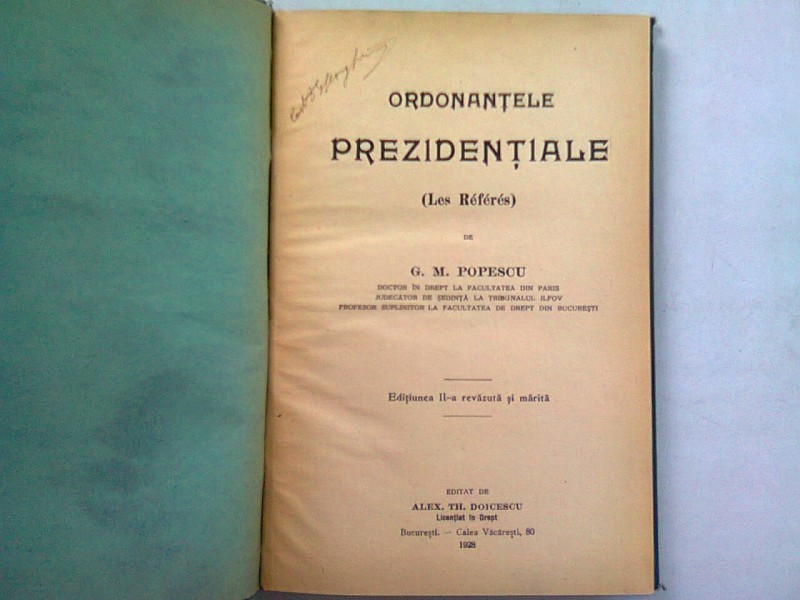 ORDONANȚELE
PREZIDENȚIALE
(Les Référés)
DE
G. M. POPESCU
DOCTOR ÎN DREPT LA FACULTATEA DIN PARIS
JUDECĂTOR DE ȘEDINȚĂ LA TRIBUNALUL ILFOV
PROFESOR SUPLINITOR LA FACULTATEA DE DREPT DIN BUCUREȘTI
Edițiunea II-a revăzută și mărită
EDITAT DE
ALEX. TH. DOICESCU
Licențiat în Drept
București. — Calea Văcărești, 80
1928